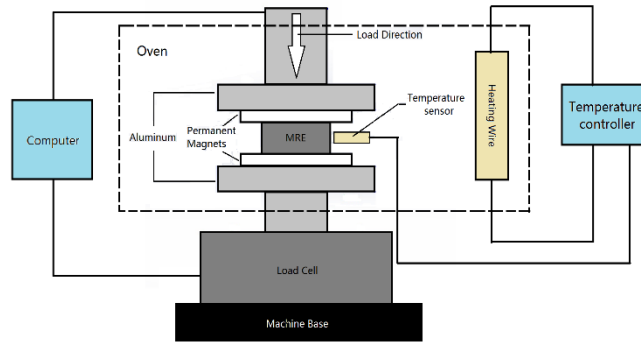 Load Direction
Oven
Temperature
sensor
Heating Wire
Temperature
controller
Computer
Aluminum
Permanent
Magnets
MRE
Load Cell
Machine Base